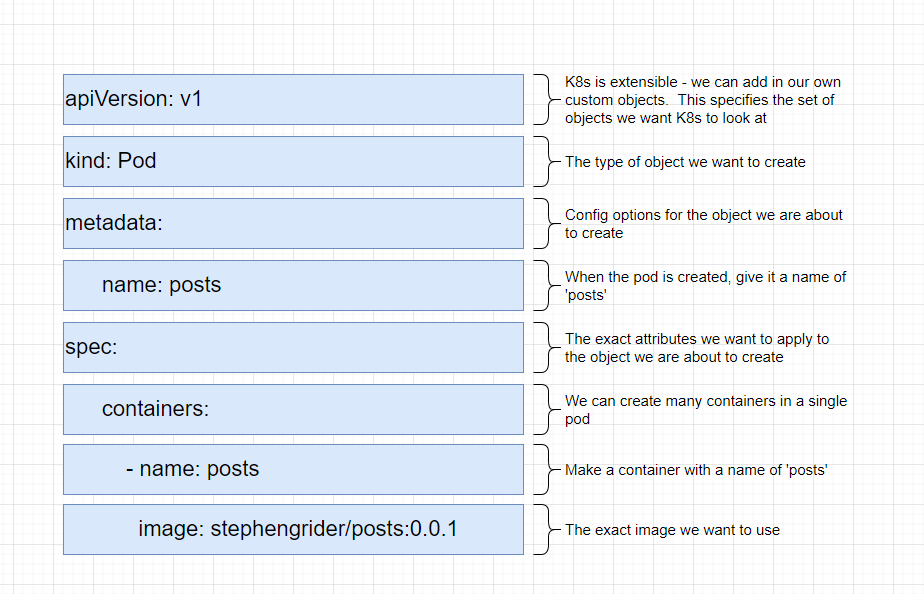 apiVersion: v1
K8s is extensible - we can add in our own
custom objects.  This specifies the set of
objects we want K8s to look at
kind: Pod
The type of object we want to create
metadata:
Config options for the object we are about
to create
name: posts
When the pod is created, give it a name of
'posts'
spec:
The exact attributes we want to apply to
the object we are about to create
containers:
We can create many containers in a single
pod
- name: posts
Make a container with a name of 'posts'
image: stephengrider/posts:0.0.1
The exact image we want to use